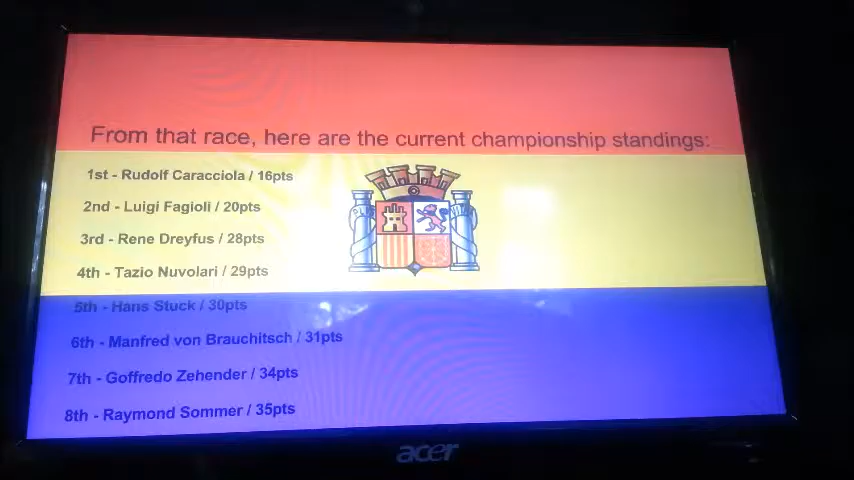 From that race, here are the current championship standings:
1st - Rudolf Caracciola / 16pts
2nd - Luigi Fagioli / 20pts
3rd - Rene Dreyfus / 28pts
4th - Tazio Nuvolari / 29pts
5th - Hans Stuck / 30pts
6th - Manfred von Brauchitsch / 31pts
7th - Goffredo Zehender / 34pts
8th - Raymond Sommer / 35pts
acer